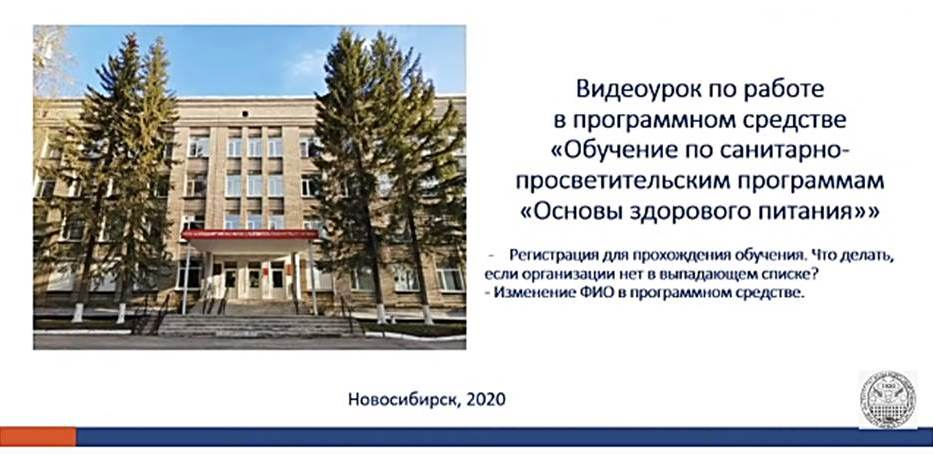 Видеоурок по работе
в программном средстве
«Обучение по санитарно-
просветительским программам
«Основы здорового питания»»
- Регистрация для прохождения обучения. Что делать,
если организации нет в выпадающем списке?
- Изменение ФИО в программном средстве.
Новосибирск, 2020